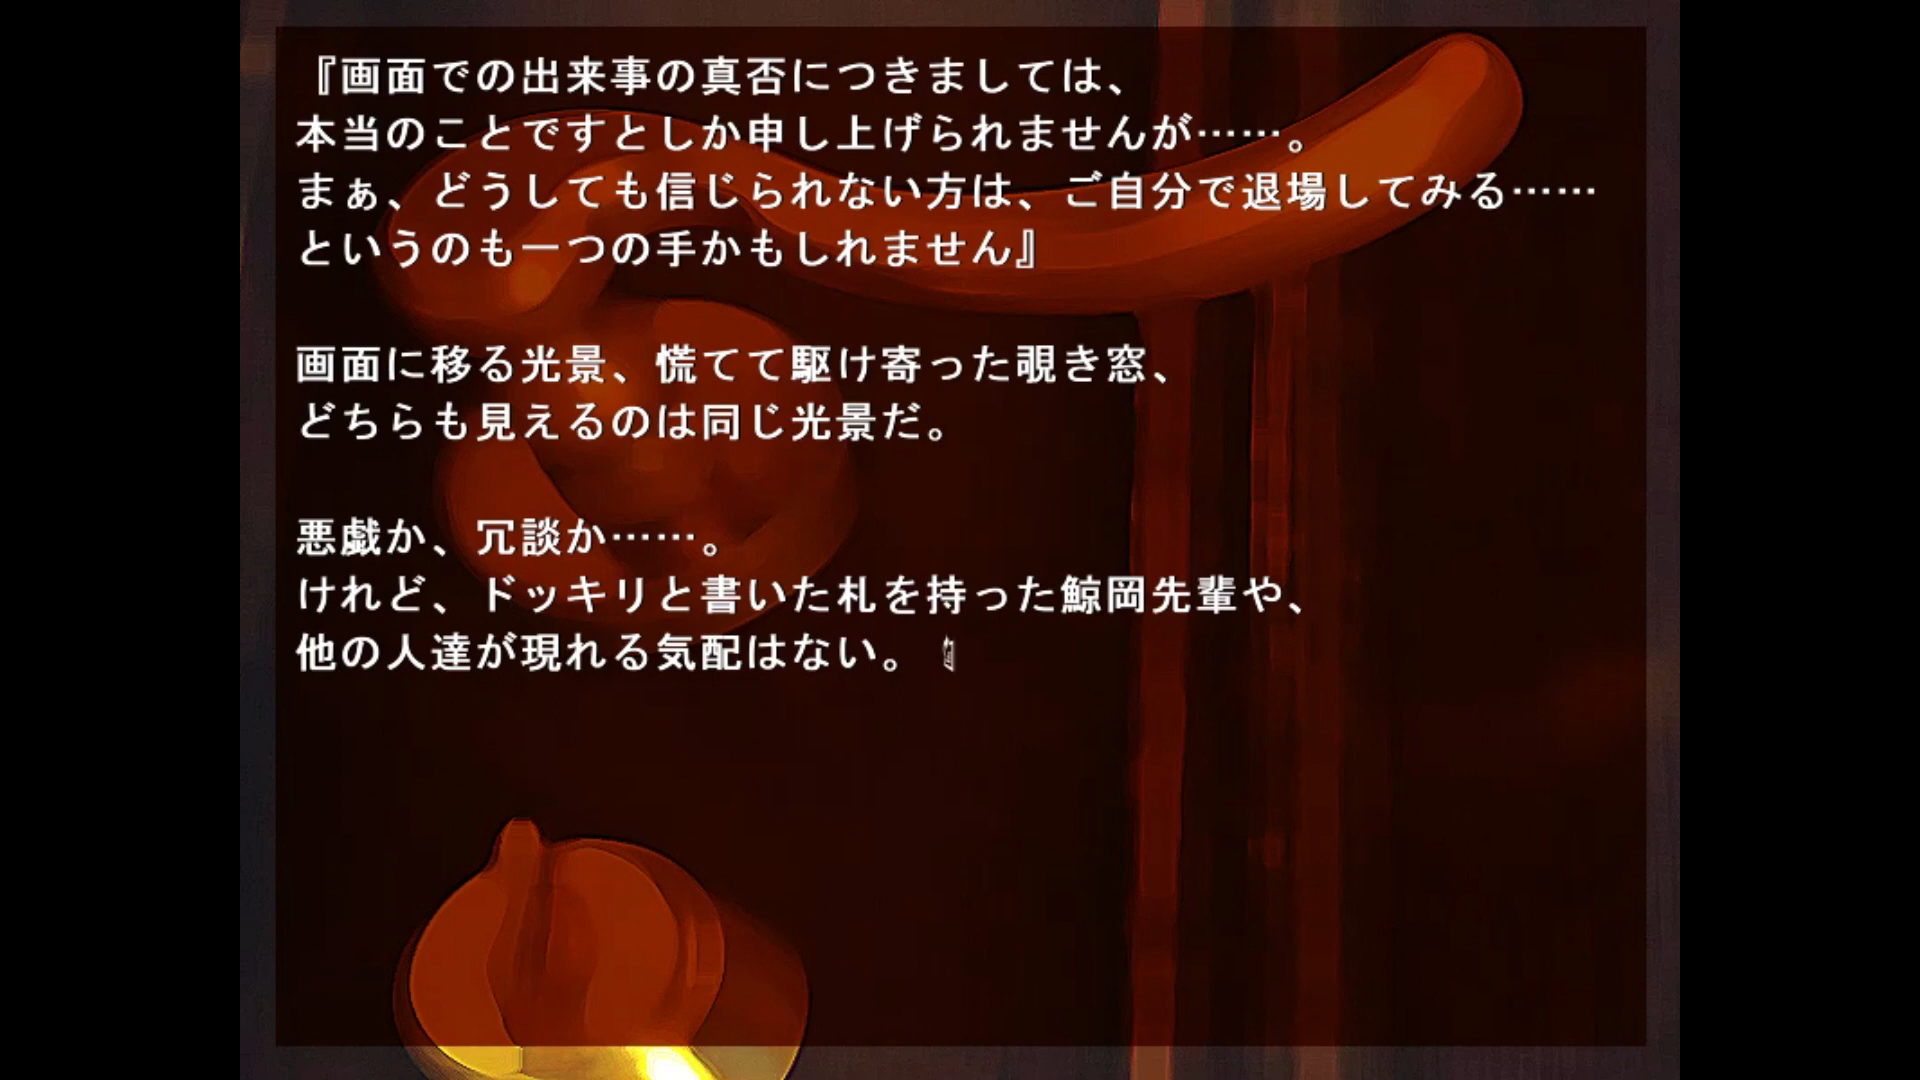 『画面での出来事の真否につきましては、
本当のことですとしか申し上げられませんが……。
まぁ、どうしても信じられない方は、ご自分で退場してみる……
というのも一つの手かもしれません』
画面に移る光景、慌てて駆け寄った覗き窓、
どちらも見えるのは同じ光景だ。
悪戯か、冗談か……。
けれど、ドッキリと書いた札を持った鯨岡先輩や、
他の人達が現れる気配はない。